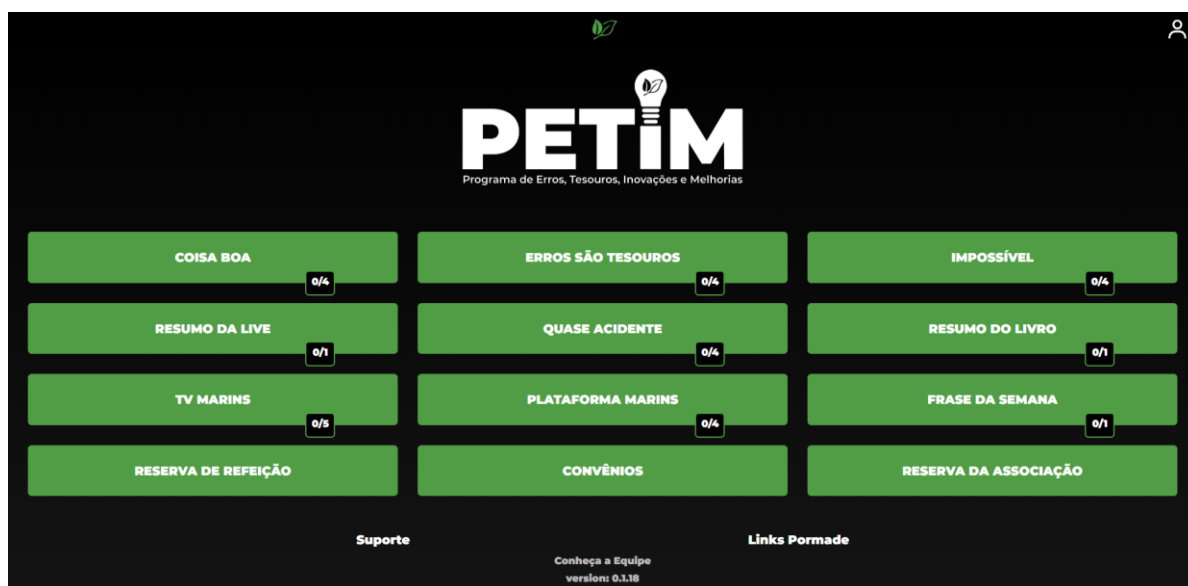 PETiM
Programa de Erros, Tesouros, Inovações e Melhorias
COISA BOA
0/4
ERROS SÃO TESOUROS
0/4
IMPOSSÍVEL
0/4
RESUMO DA LIVE
0/1
QUASE ACIDENTE
0/4
RESUMO DO LIVRO
0/1
TV MARINS
0/5
PLATAFORMA MARINS
0/4
FRASE DA SEMANA
0/1
RESERVA DE REFEIÇÃO
CONVÊNIOS
RESERVA DA ASSOCIAÇÃO
Suporte
Links Pormade
Conheça a Equipe
version: 0.1.18